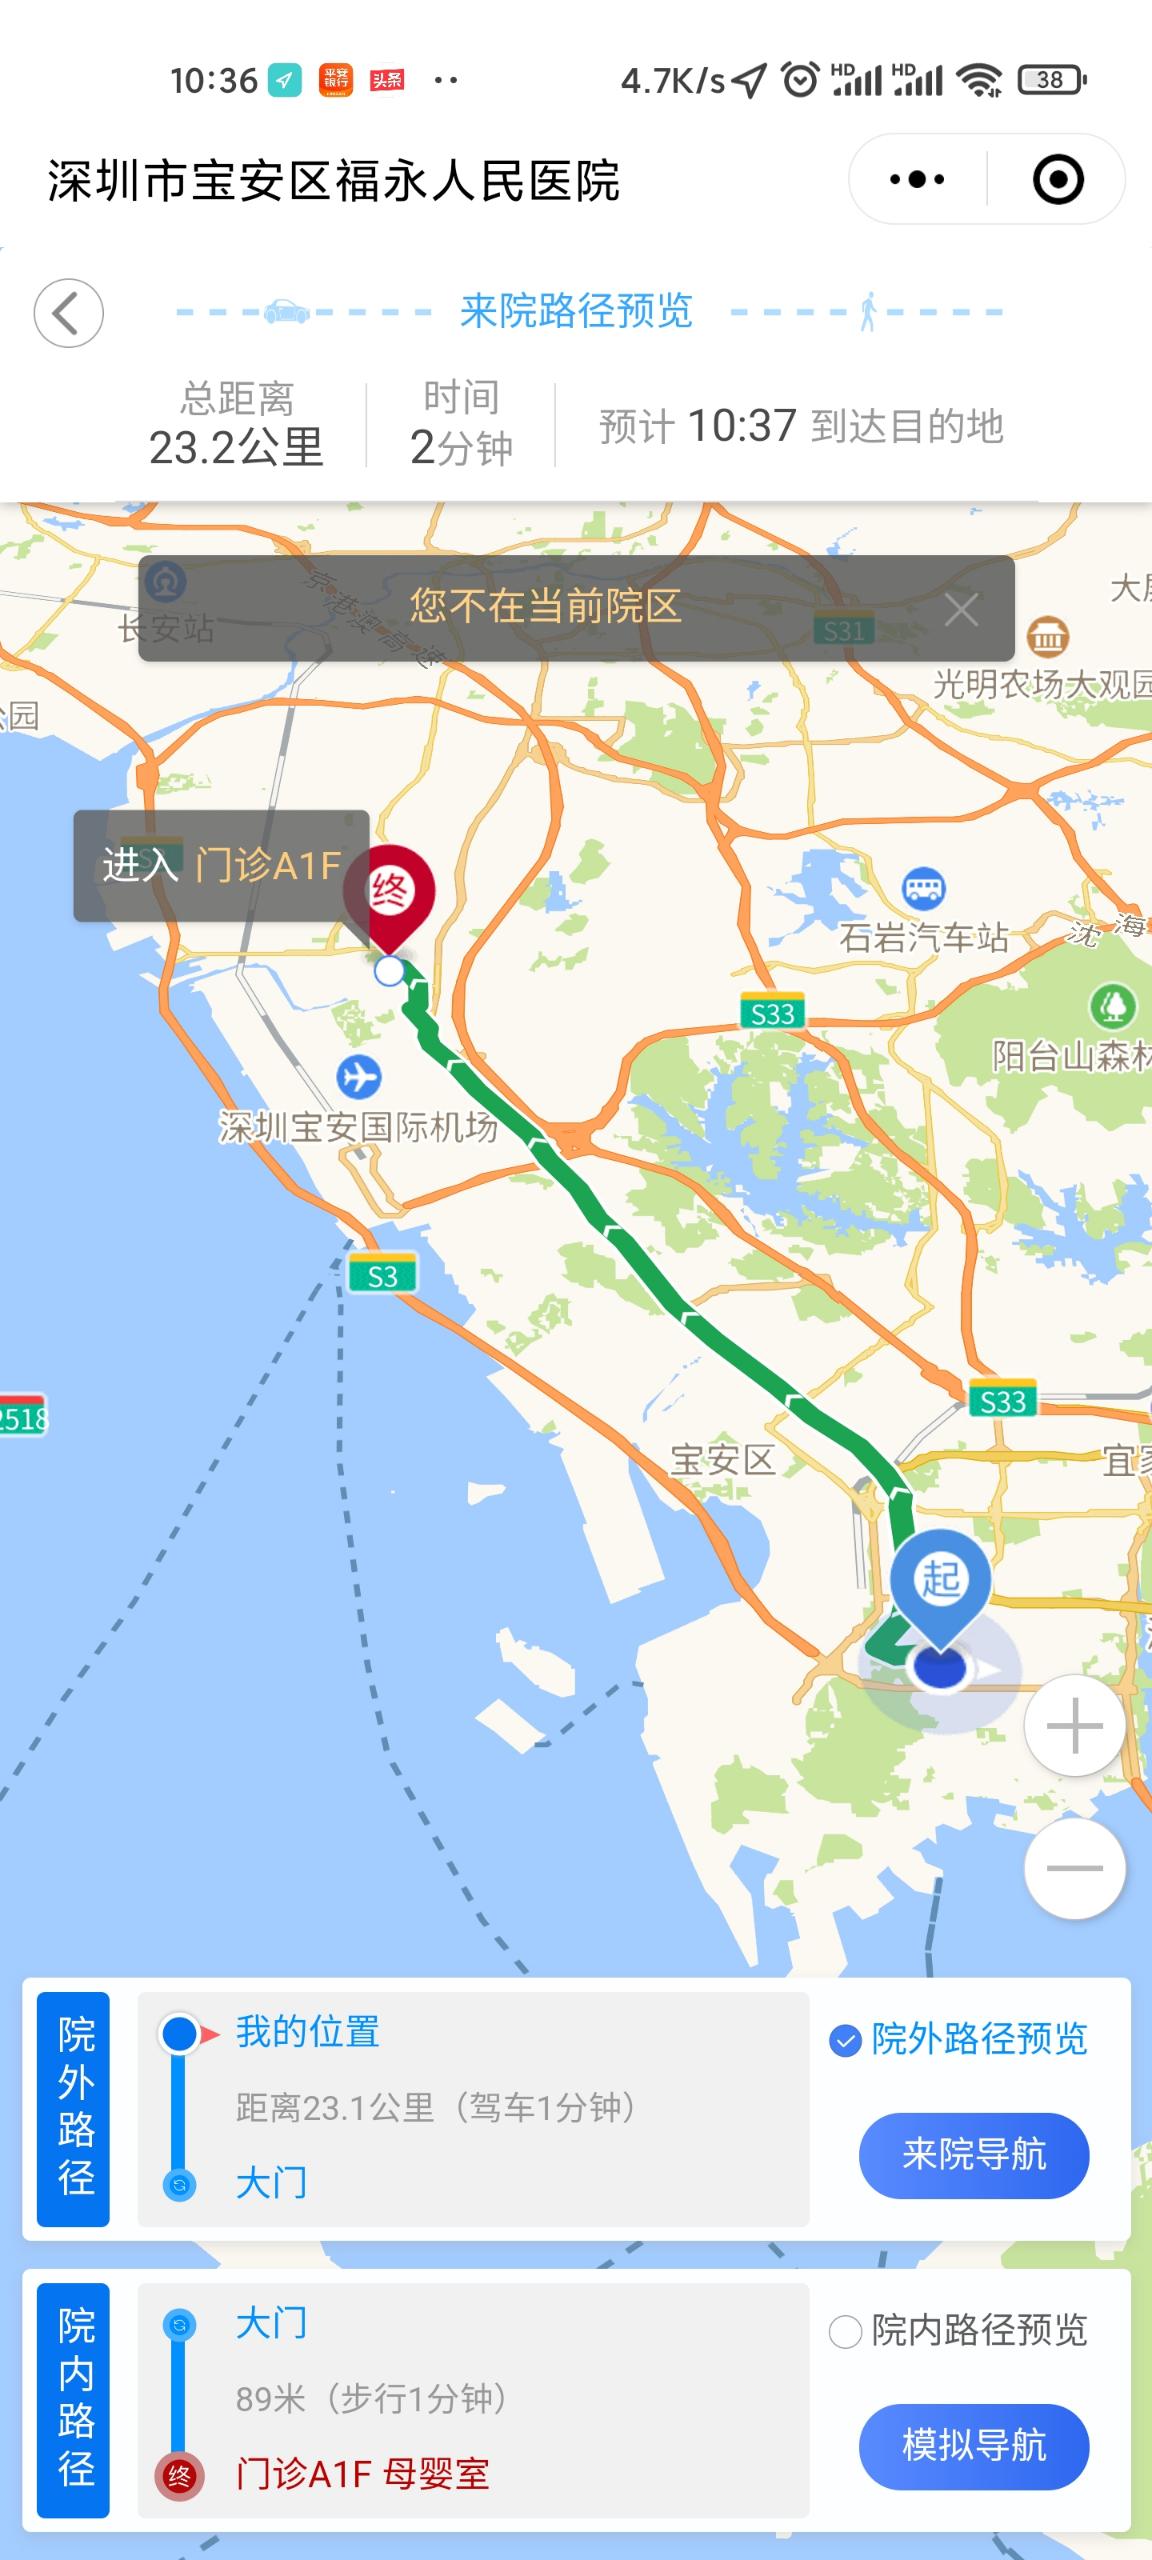 10:36 平安银行 头条 4.7K/s HD HD 38
深圳市宝安区福永人民医院
来院路径预览
总距离 时间
23.2公里 2分钟 预计 10:37 到达目的地
您不在当前院区
长安站
京港澳高速
S31
大
光明农场大观园
公园
进入 门诊A1F
终
石岩汽车站
沈海
S33
阳台山森林
深圳宝安国际机场
S3
2518
S33
宝安区
宜家
起
院外路径
我的位置
距离23.1公里（驾车1分钟）
大门
院外路径预览
来院导航
院内路径
大门
89米（步行1分钟）
终 门诊A1F 母婴室
院内路径预览
模拟导航